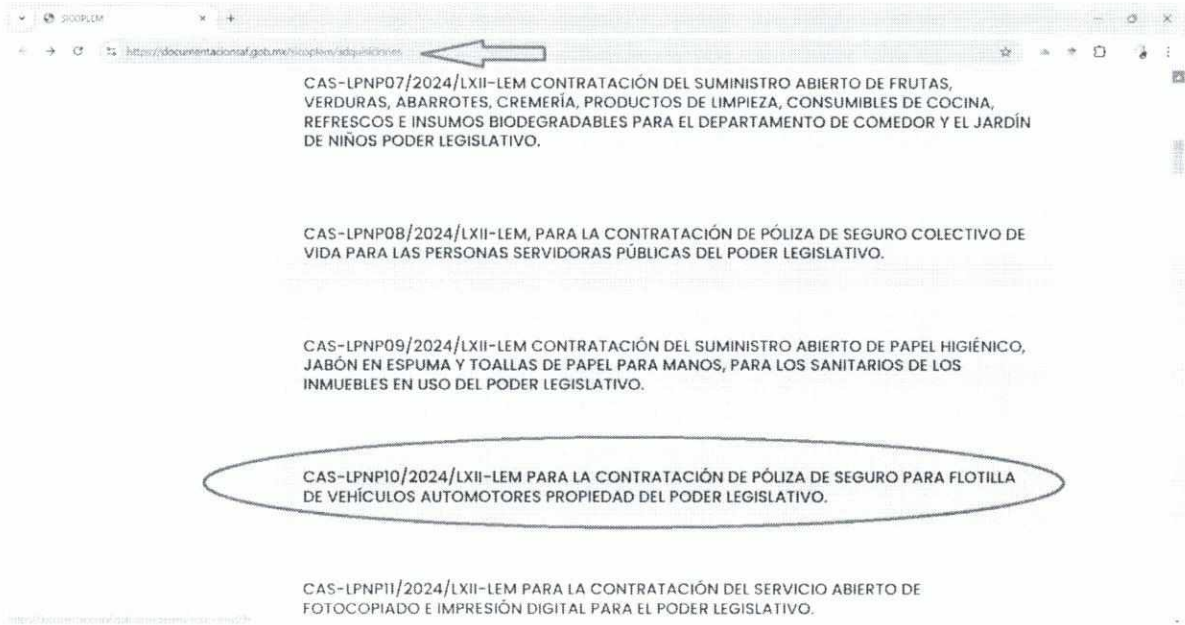 SICOPLEM
https://documentacionsaf.gob.mx/sicoplem/adquisiciones
CAS-LPNP07/2024/LXII-LEM CONTRATACIÓN DEL SUMINISTRO ABIERTO DE FRUTAS,
VERDURAS, ABARROTES, CREMERÍA, PRODUCTOS DE LIMPIEZA, CONSUMIBLES DE COCINA,
REFRESCOS E INSUMOS BIODEGRADABLES PARA EL DEPARTAMENTO DE COMEDOR Y EL JARDÍN
DE NIÑOS PODER LEGISLATIVO.
CAS-LPNP08/2024/LXII-LEM, PARA LA CONTRATACIÓN DE PÓLIZA DE SEGURO COLECTIVO DE
VIDA PARA LAS PERSONAS SERVIDORAS PÚBLICAS DEL PODER LEGISLATIVO.
CAS-LPNP09/2024/LXII-LEM CONTRATACIÓN DEL SUMINISTRO ABIERTO DE PAPEL HIGIÉNICO,
JABÓN EN ESPUMA Y TOALLAS DE PAPEL PARA MANOS, PARA LOS SANITARIOS DE LOS
INMUEBLES EN USO DEL PODER LEGISLATIVO.
CAS-LPNP10/2024/LXII-LEM PARA LA CONTRATACIÓN DE PÓLIZA DE SEGURO PARA FLOTILLA
DE VEHÍCULOS AUTOMOTORES PROPIEDAD DEL PODER LEGISLATIVO.
CAS-LPNP11/2024/LXII-LEM PARA LA CONTRATACIÓN DEL SERVICIO ABIERTO DE
FOTOCOPIADO E IMPRESIÓN DIGITAL PARA EL PODER LEGISLATIVO.